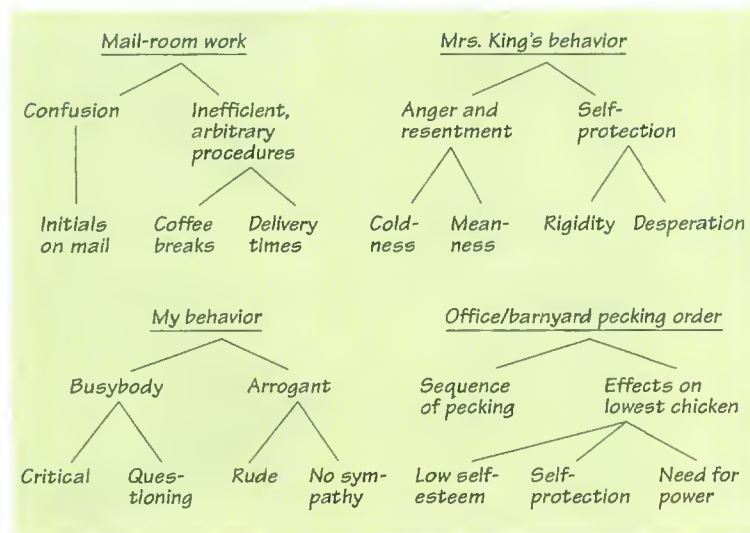 Mail-room work
Confusion
Inefficient,
arbitrary
procedures
Initials
on mail
Coffee
breaks
Delivery
times
Mrs. King's behavior
Anger and
resentment
Self-
protection
Cold-
ness
Mean-
ness
Rigidity
Desperation
My behavior
Busybody
Arrogant
Critical
Ques-
tioning
Rude
No sym-
pathy
Office/barnyard pecking order
Sequence
of pecking
Effects on
lowest chicken
Low self-
esteem
Self-
protection
Need for
power